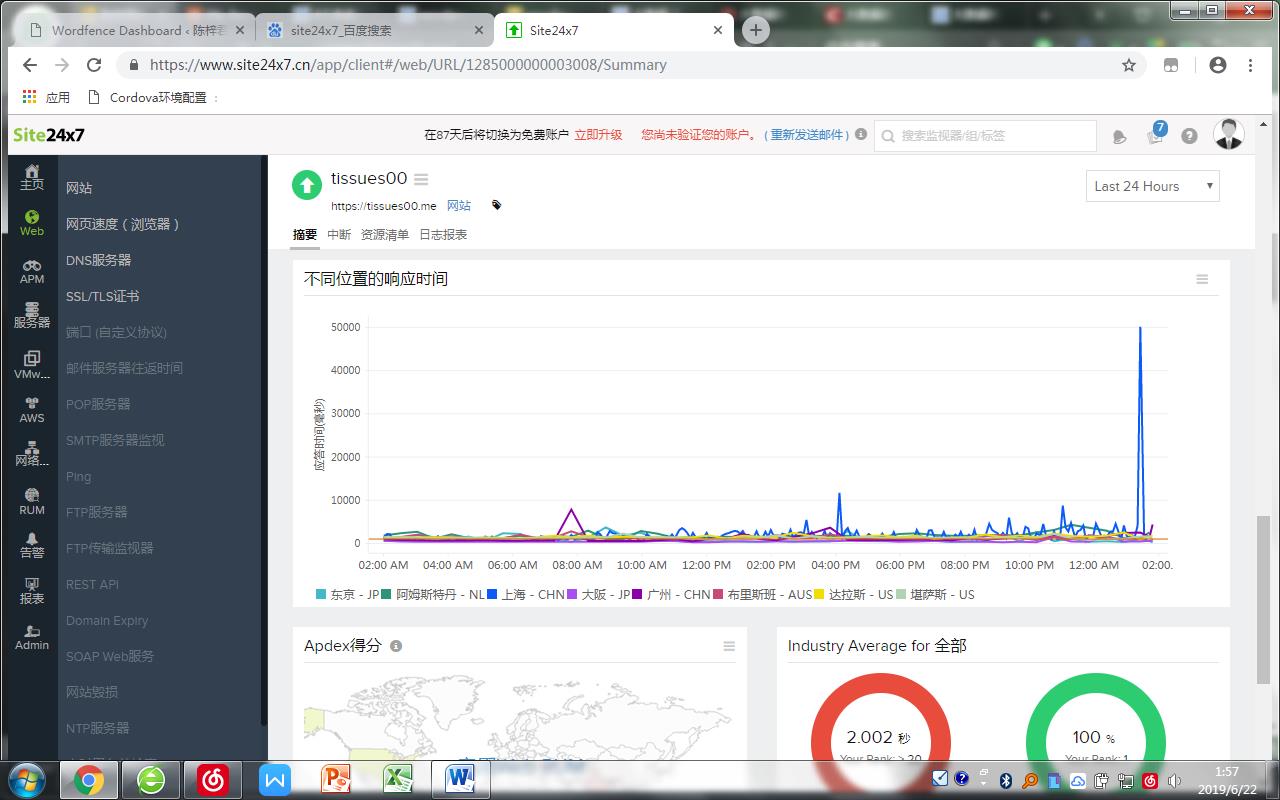 Wordfence Dashboard ‹ 陈梓
site24x7_百度搜索
Site24x7
https://www.site24x7.cn/app/client#/web/URL/1285000000003008/Summary
应用
Cordova环境配置
Site24x7
在87天后将切换为免费账户 立即升级 您尚未验证您的账户。 ( 重新发送邮件 )
搜索监视器/组/标签
7
主页
Web
APM
服务器
VMw...
AWS
网络...
RUM
告警
报表
Admin
网站
网页速度 ( 浏览器 )
DNS服务器
SSL/TLS证书
端口 (自定义协议)
邮件服务器往返时间
POP服务器
SMTP服务器监视
Ping
FTP服务器
FTP传输监视器
REST API
Domain Expiry
SOAP Web服务
网站毁损
NTP服务器
tissues00
https://tissues00.me 网站
Last 24 Hours
摘要 中断 资源清单 日志报表
不同位置的响应时间
应答时间(毫秒)
50000
40000
30000
20000
10000
0
02:00 AM 04:00 AM 06:00 AM 08:00 AM 10:00 AM 12:00 PM 02:00 PM 04:00 PM 06:00 PM 08:00 PM 10:00 PM 12:00 AM 02:00.
东京 - JP 阿姆斯特丹 - NL 上海 - CHN 大阪 - JP 广州 - CHN 布里斯班 - AUS 达拉斯 - US 堪萨斯 - US
Apdex得分
Industry Average for 全部
2.002 秒
Your Rank: > 20
100 %
Your Rank: 1
1:57
2019/6/22